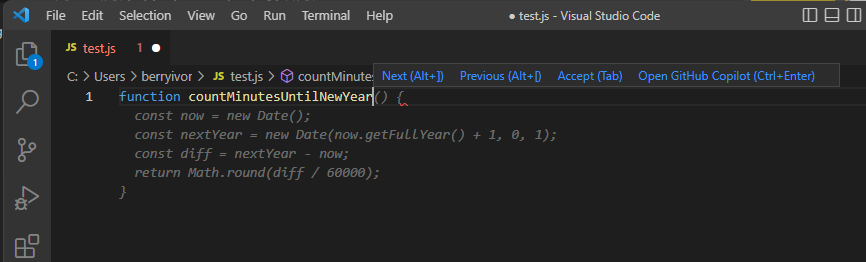 File Edit Selection View Go Run Terminal Help ● test.js - Visual Studio Code
JS test.js 1 ●
1
C: > Users > berryivor > JS test.js > countMinutes
Next (Alt+]) Previous (Alt+[) Accept (Tab) Open GitHub Copilot (Ctrl+Enter)
1 function countMinutesUntilNewYear() {
const now = new Date();
const nextYear = new Date(now.getFullYear() + 1, 0, 1);
const diff = nextYear - now;
return Math.round(diff / 60000);
}